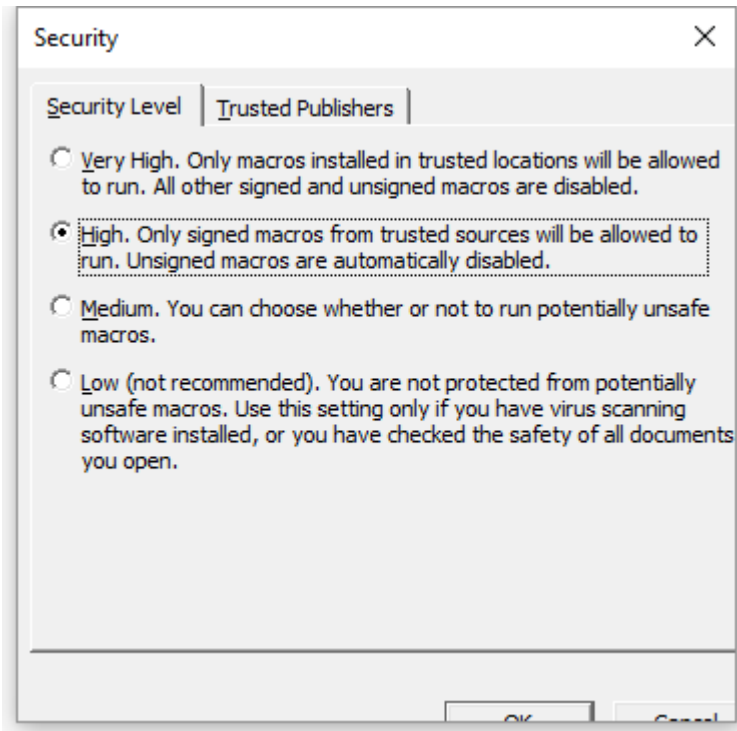 Security
Security Level
Trusted Publishers
Very High. Only macros installed in trusted locations will be allowed
to run. All other signed and unsigned macros are disabled.
High. Only signed macros from trusted sources will be allowed to
run. Unsigned macros are automatically disabled.
Medium. You can choose whether or not to run potentially unsafe
macros.
Low (not recommended). You are not protected from potentially
unsafe macros. Use this setting only if you have virus scanning
software installed, or you have checked the safety of all documents
you open.
OK
Cancel